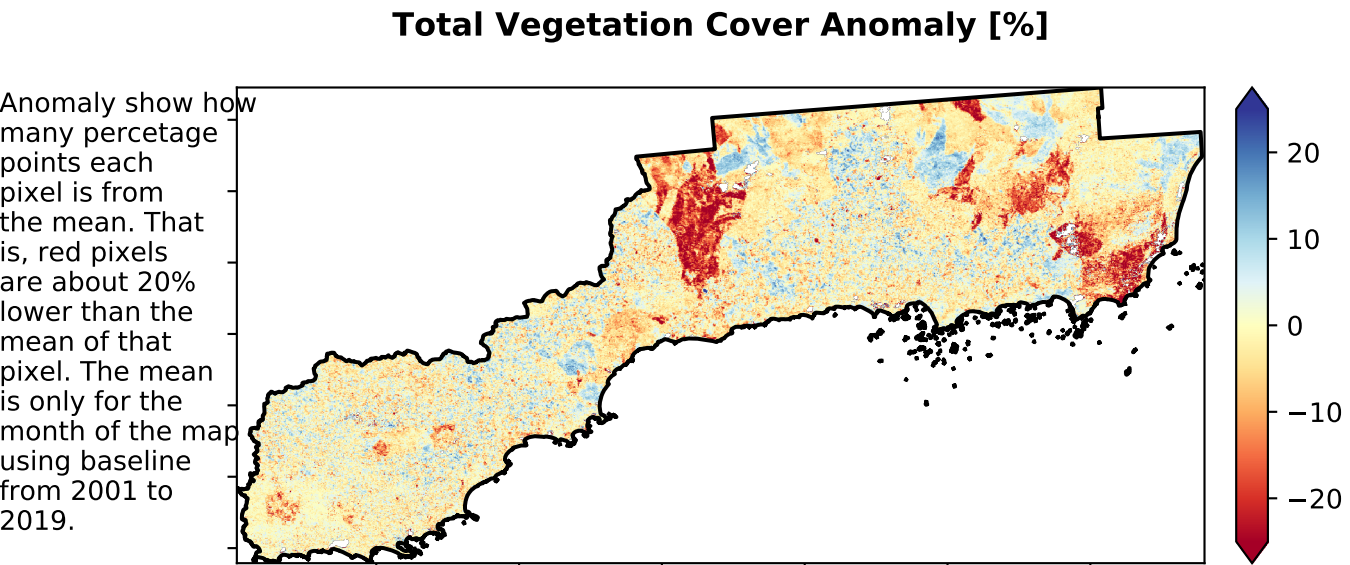 Total Vegetation Cover Anomaly [%]
Anomaly show how
many percetage
points each
pixel is from
the mean. That
is, red pixels
are about 20%
lower than the
mean of that
pixel. The mean
is only for the
month of the map
using baseline
from 2001 to
2019.
20
10
0
−10
−20